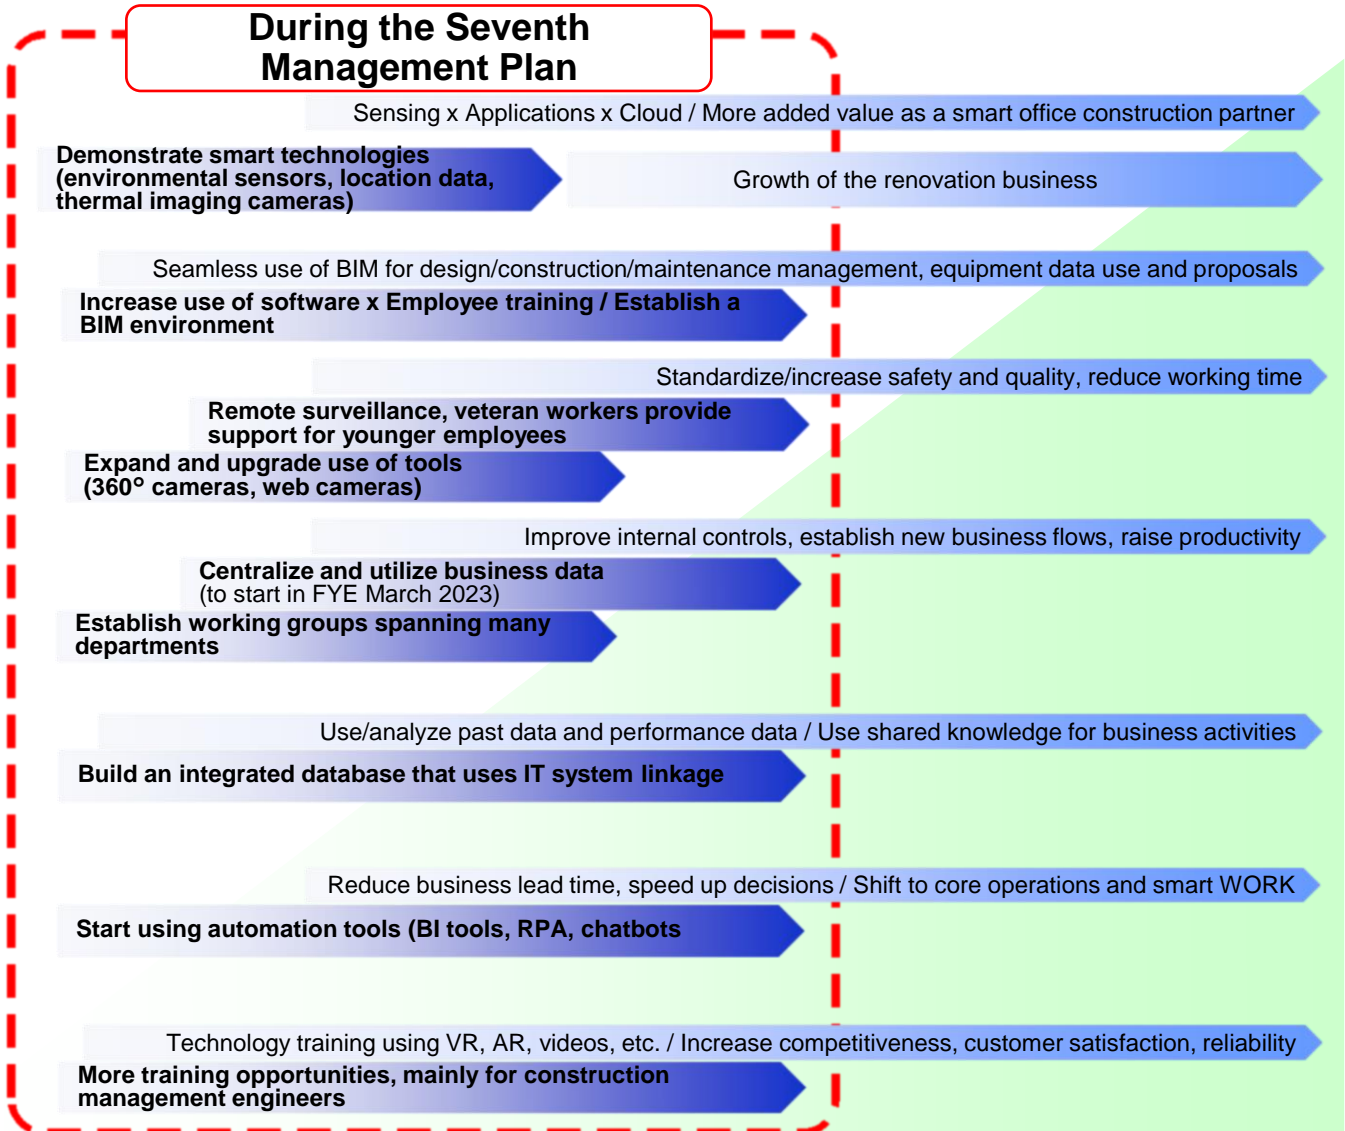 During the Seventh
Management Plan
Sensing x Applications x Cloud / More added value as a smart office construction partner
Demonstrate smart technologies
(environmental sensors, location data,
thermal imaging cameras)
Growth of the renovation business
Seamless use of BIM for design/construction/maintenance management, equipment data use and proposals
Increase use of software x Employee training / Establish a
BIM environment
Standardize/increase safety and quality, reduce working time
Remote surveillance, veteran workers provide
support for younger employees
Expand and upgrade use of tools
(360° cameras, web cameras)
Improve internal controls, establish new business flows, raise productivity
Centralize and utilize business data
(to start in FYE March 2023)
Establish working groups spanning many
departments
Use/analyze past data and performance data / Use shared knowledge for business activities
Build an integrated database that uses IT system linkage
Reduce business lead time, speed up decisions / Shift to core operations and smart WORK
Start using automation tools (BI tools, RPA, chatbots
Technology training using VR, AR, videos, etc. / Increase competitiveness, customer satisfaction, reliability
More training opportunities, mainly for construction
management engineers